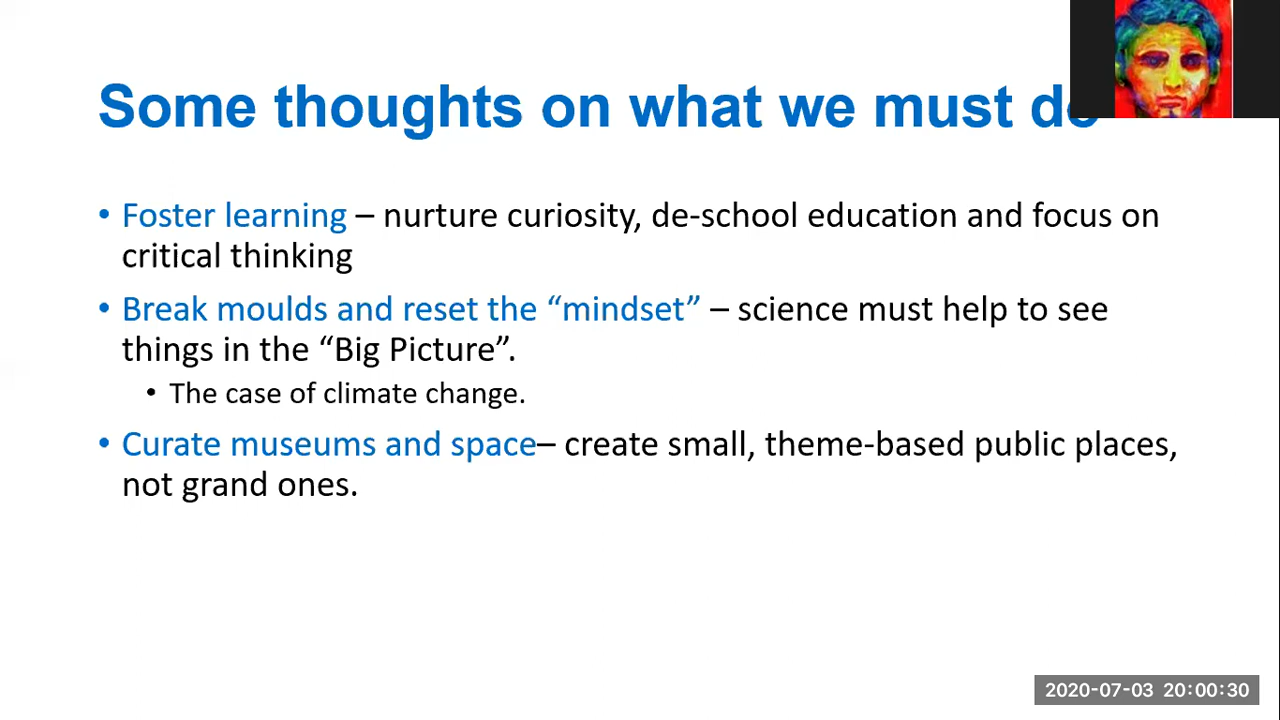 Some thoughts on what we must do
• Foster learning – nurture curiosity, de-school education and focus on
critical thinking
• Break moulds and reset the “mindset” – science must help to see
things in the “Big Picture”.
• The case of climate change.
• Curate museums and space– create small, theme-based public places,
not grand ones.
2020-07-03 20:00:30